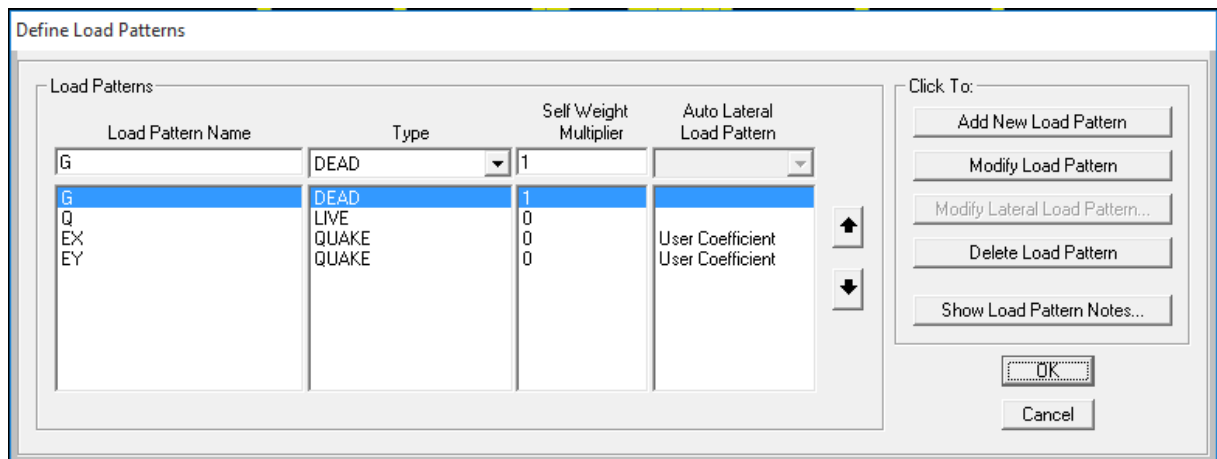 Define Load Patterns
Load Patterns
Click To:
Load Pattern Name
Type
Self Weight Multiplier
Auto Lateral Load Pattern
G DEAD 1
G DEAD 1
Q LIVE 0
EX QUAKE 0 User Coefficient
EY QUAKE 0 User Coefficient
Add New Load Pattern
Modify Load Pattern
Modify Lateral Load Pattern...
Delete Load Pattern
Show Load Pattern Notes...
OK
Cancel